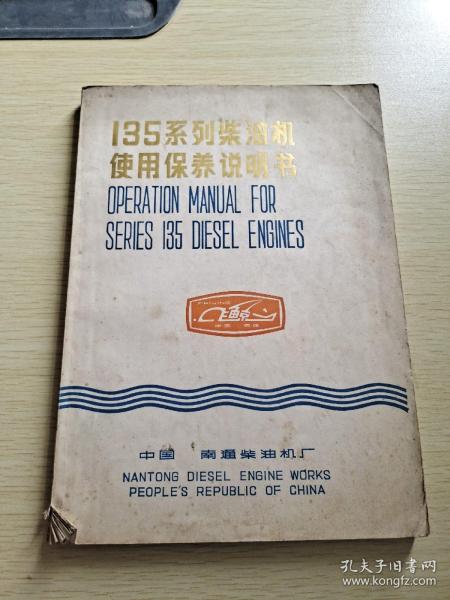 135系列柴油机
使用保养说明书
OPERATION MANUAL FOR
SERIES 135 DIESEL ENGINES
中国 南通柴油机厂
NANTONG DIESEL ENGINE WORKS
PEOPLE'S REPUBLIC OF CHINA
孔夫子旧书网
www.kongfz.com